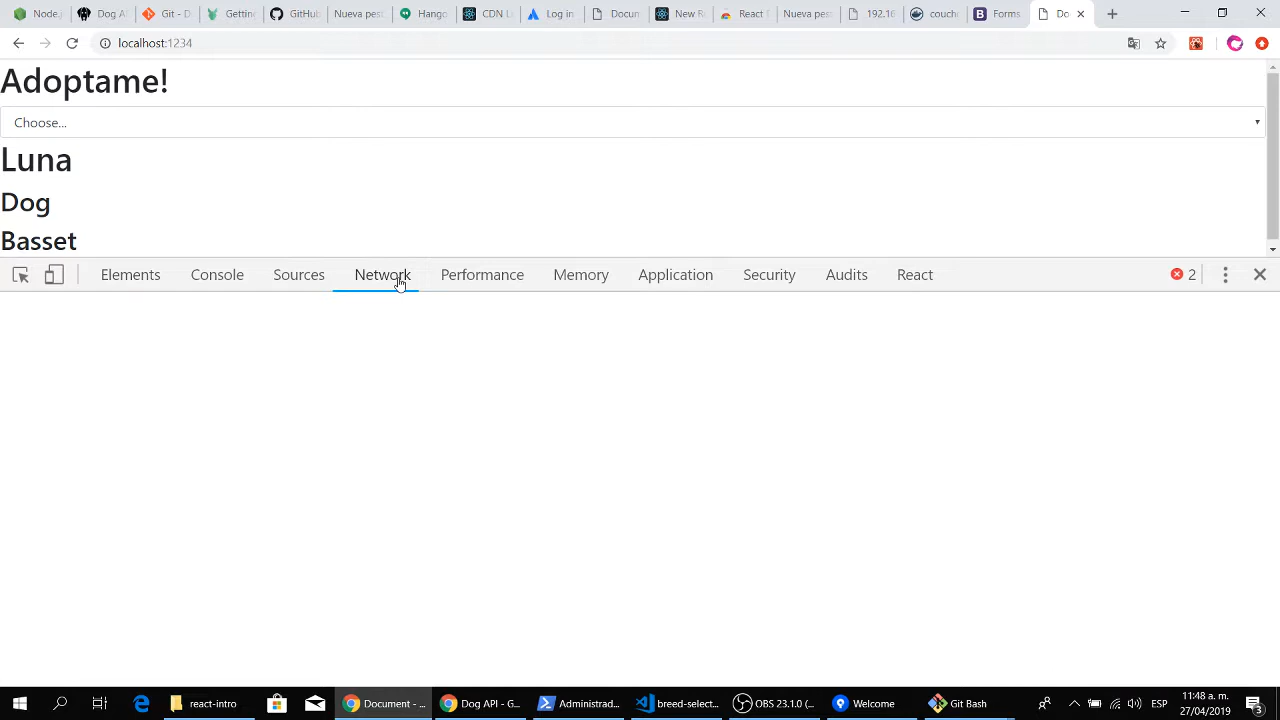 Node.j
Dog Al
Git - D
Gettin
GitHub
Nueva pes
Hango
CDN L
Log in
Docun
New R
React
Nueva pes
192.16
couch
Forms
Do
localhost:1234
Adoptame!
Choose...
Luna
Dog
Basset
Elements Console Sources Network Performance Memory Application Security Audits React 2
react-intro
Document - ...
Dog API - G...
Administrad...
breed-select...
OBS 23.1.0 (...
Welcome
Git Bash
ESP
11:48 a. m.
27/04/2019
3